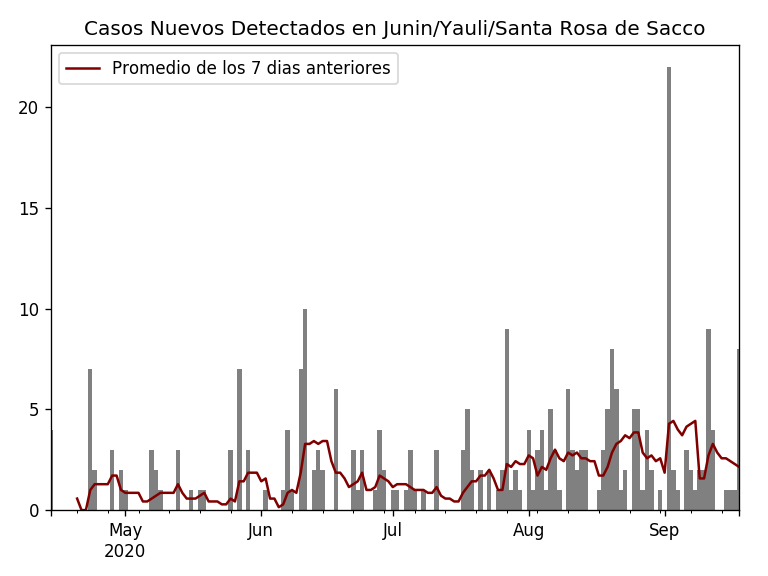 Casos Nuevos Detectados en Junin/Yauli/Santa Rosa de Sacco
Promedio de los 7 dias anteriores
20
15
10
5
0
May Jun Jul Aug Sep
2020